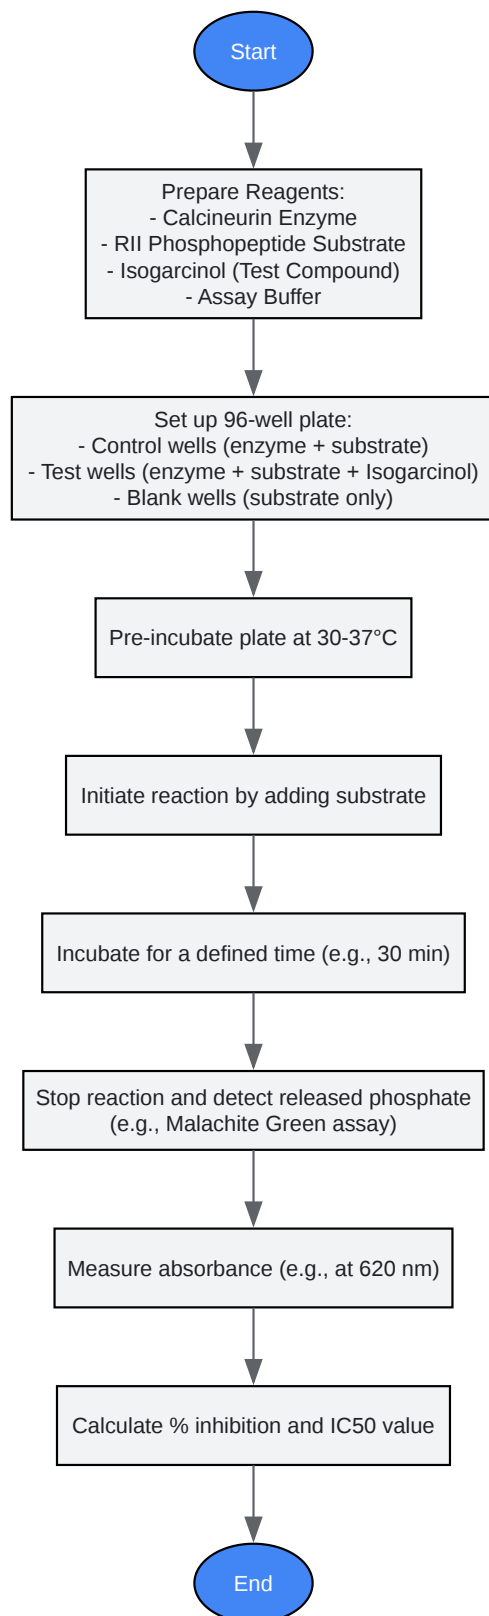 Start
Prepare Reagents:
- Calcineurin Enzyme
- RII Phosphopeptide Substrate
- Isogarcinol (Test Compound)
- Assay Buffer
Set up 96-well plate:
- Control wells (enzyme + substrate)
- Test wells (enzyme + substrate + Isogarcinol)
- Blank wells (substrate only)
Pre-incubate plate at 30-37°C
Initiate reaction by adding substrate
Incubate for a defined time (e.g., 30 min)
Stop reaction and detect released phosphate
(e.g., Malachite Green assay)
Measure absorbance (e.g., at 620 nm)
Calculate % inhibition and IC50 value
End